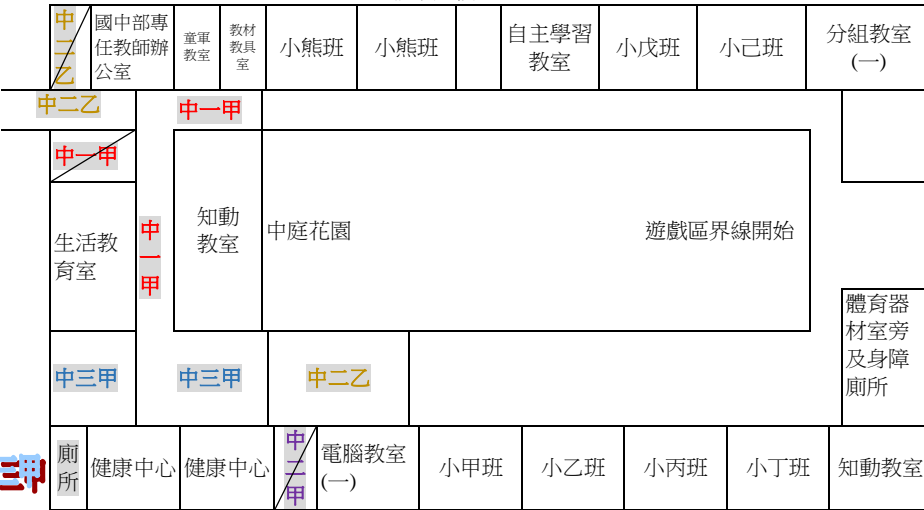 中
二
乙
國中部專
任教師辦
公室
童軍
教室
教材
教具
室
小熊班
小熊班
自主學習
教室
小戊班
小己班
分組教室
(一)
中二乙
中一甲
中一甲
生活教
育室
中
一
甲
知動
教室
中庭花園
遊戲區界線開始
體育器
材室旁
及身障
廁所
中三甲
中三甲
中二乙
三甲
廁
所
健康中心
健康中心
中
二
甲
電腦教室
(一)
小甲班
小乙班
小丙班
小丁班
知動教室